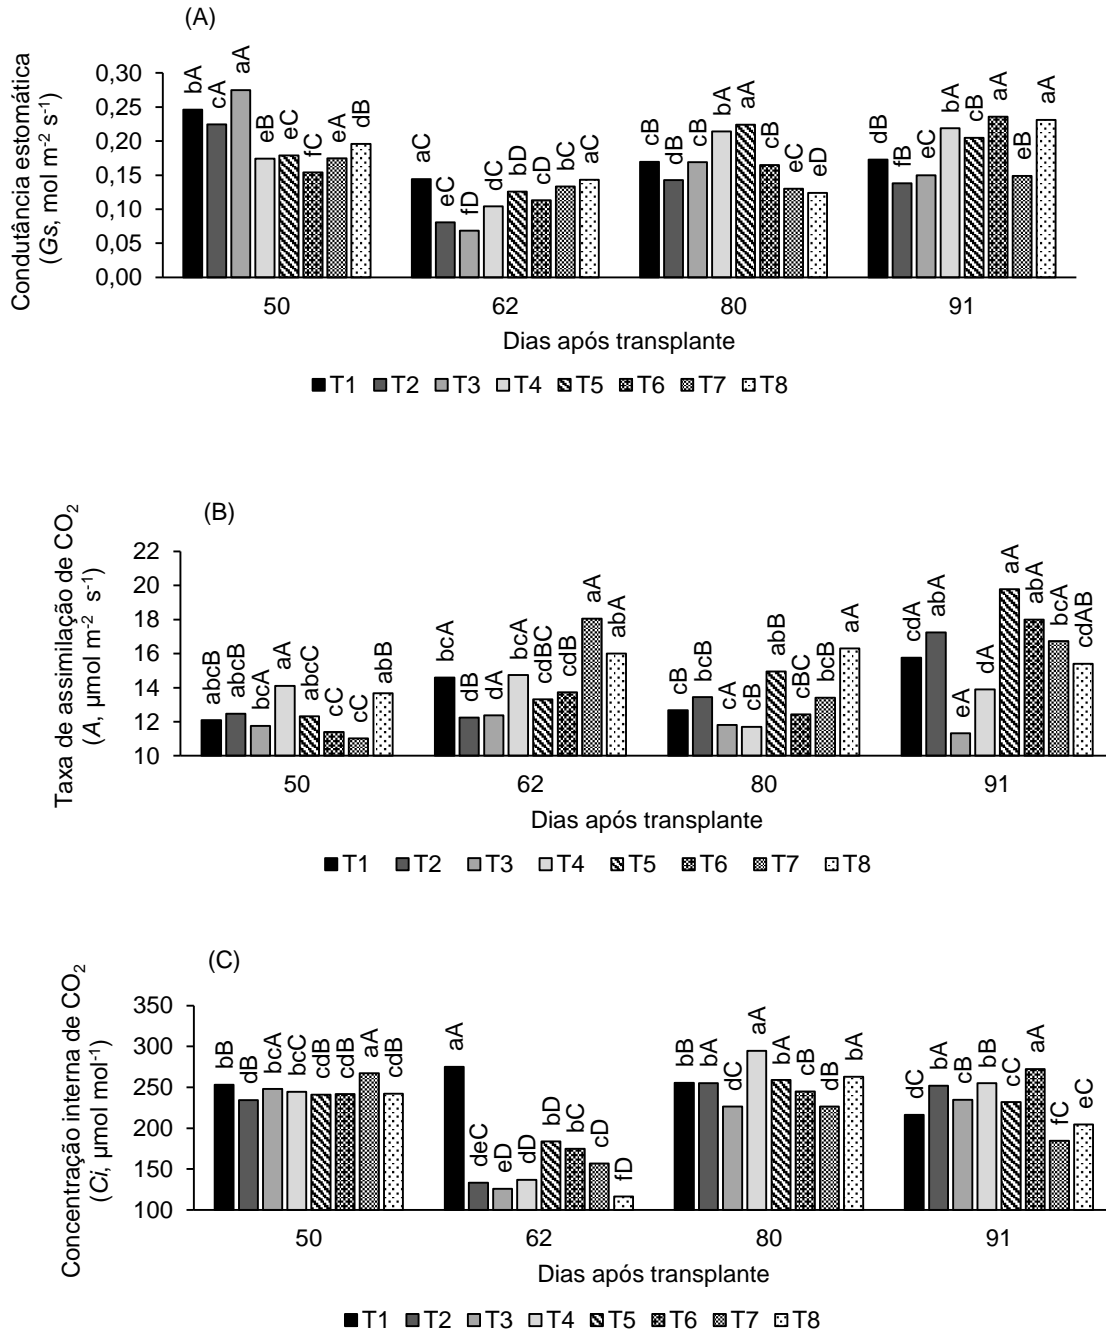 (A)
Condutância estomática
(Gs, mol m-2 s-1)
0,30
0,25
0,20
0,15
0,10
0,05
0,00
bA cA aA eB eC fC eA dB
aC eC fD dC bD cD bC aC
cB dB cB bA aA cB eC eD
dB fB eC bA cB aA eB aA
50 62 80 91
Dias após transplante
T1 T2 T3 T4 T5 T6 T7 T8
(B)
Taxa de assimilação de CO2
(A, µmol m-2 s-1)
22
20
18
16
14
12
10
abcB abcB bcA aA abcC cC cC abB
bcA dB dA bcA cdBC cdB aA abA
cB bcB cA cB abB cBC bcB aA
cdA abA eA dA aA abA bcA cdAB
50 62 80 91
Dias após transplante
T1 T2 T3 T4 T5 T6 T7 T8
(C)
Concentração interna de CO2
(Ci, µmol mol-1)
350
300
250
200
150
100
bB dB bcA bcC cdB cdB aA cdB
aA deC eD dD bD bC cD fD
bB bA dC aA bA cB dB bA
dC bA cB bB cC aA fC eC
50 62 80 91
Dias após transplante
T1 T2 T3 T4 T5 T6 T7 T8